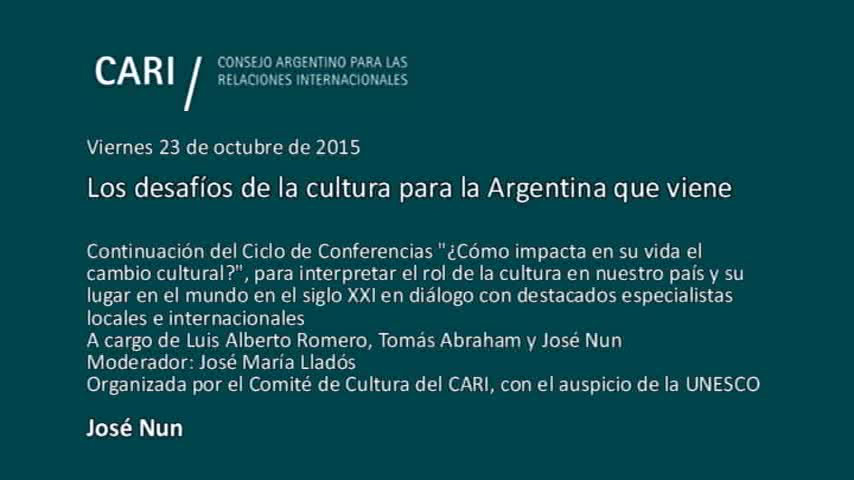 CARI /
CONSEJO ARGENTINO PARA LAS
RELACIONES INTERNACIONALES
Viernes 23 de octubre de 2015
Los desafíos de la cultura para la Argentina que viene
Continuación del Ciclo de Conferencias "¿Cómo impacta en su vida el
cambio cultural?", para interpretar el rol de la cultura en nuestro país y su
lugar en el mundo en el siglo XXI en diálogo con destacados especialistas
locales e internacionales
A cargo de Luis Alberto Romero, Tomás Abraham y José Nun
Moderador: José María Lladós
Organizada por el Comité de Cultura del CARI, con el auspicio de la UNESCO
José Nun